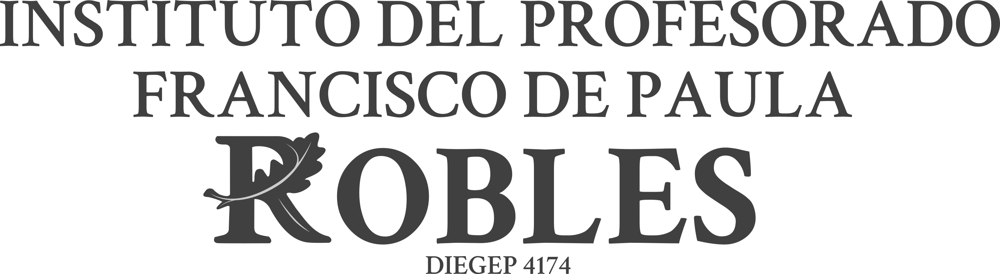 INSTITUTO DEL PROFESORADO
FRANCISCO DE PAULA
ROBLES
DIEGEP 4174